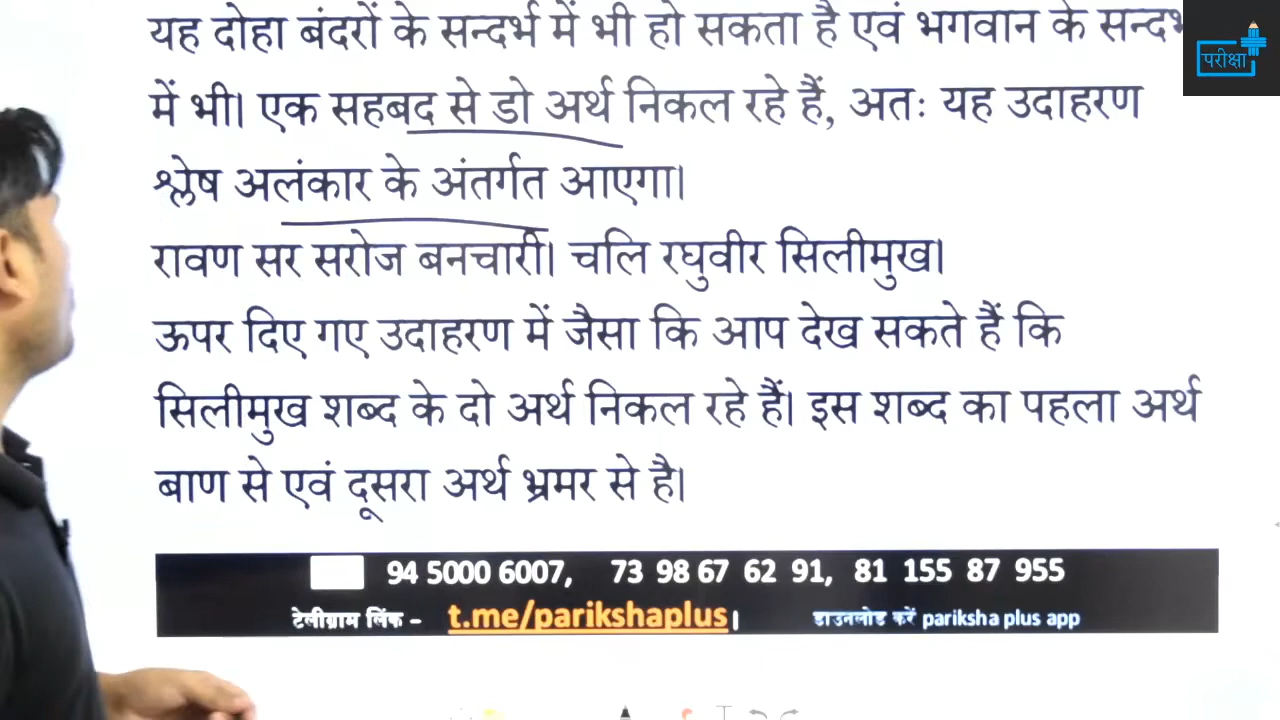 यह दोहा बंदरों के सन्दर्भ में भी हो सकता है एवं भगवान के सन्दर्भ
परीक्षा
में भी। एक सहबद से डो अर्थ निकल रहे हैं, अतः यह उदाहरण
श्लेष अलंकार के अंतर्गत आएगा।
रावण सर सरोज बनचारी। चलि रघुवीर सिलीमुख।
ऊपर दिए गए उदाहरण में जैसा कि आप देख सकते हैं कि
सिलीमुख शब्द के दो अर्थ निकल रहे हैं। इस शब्द का पहला अर्थ
बाण से एवं दूसरा अर्थ भ्रमर से है।
94 5000 6007, 73 98 67 62 91, 81 155 87 955
टेलीग्राम लिंक - t.me/parikshaplus। डाउनलोड करें pariksha plus app